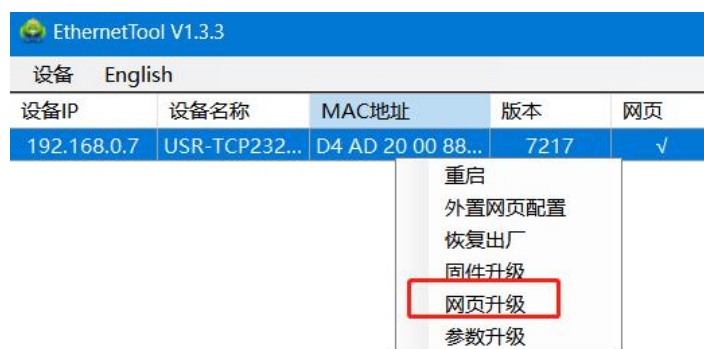 EthernetTool V1.3.3
设备 English
设备IP 设备名称 MAC地址 版本 网页
192.168.0.7 USR-TCP232... D4 AD 20 00 88... 7217 √
重启
外置网页配置
恢复出厂
固件升级
网页升级
参数升级